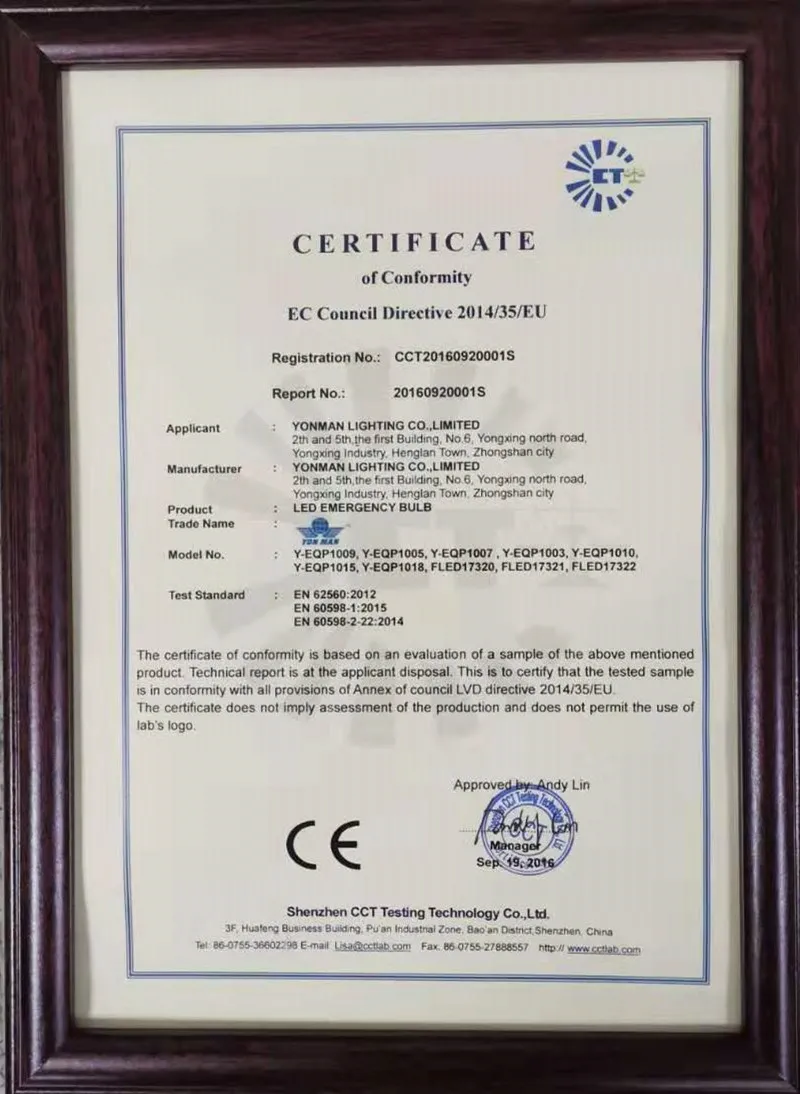 CT
CERTIFICATE
of Conformity
EC Council Directive 2014/35/EU
Registration No.: CCT20160920001S
Report No.: 20160920001S
Applicant : YONMAN LIGHTING CO.,LIMITED
2th and 5th,the first Building, No.6, Yongxing north road,
Yongxing Industry, Henglan Town, Zhongshan city
Manufacturer : YONMAN LIGHTING CO.,LIMITED
2th and 5th,the first Building, No.6, Yongxing north road,
Yongxing Industry, Henglan Town, Zhongshan city
Product : LED EMERGENCY BULB
Trade Name : YON MAN
Model No. : Y-EQP1009, Y-EQP1005, Y-EQP1007 , Y-EQP1003, Y-EQP1010,
Y-EQP1015, Y-EQP1018, FLED17320, FLED17321, FLED17322
Test Standard : EN 62560:2012
EN 60598-1:2015
EN 60598-2-22:2014
The certificate of conformity is based on an evaluation of a sample of the above mentioned
product. Technical report is at the applicant disposal. This is to certify that the tested sample
is in conformity with all provisions of Annex of council LVD directive 2014/35/EU.
The certificate does not imply assessment of the production and does not permit the use of
lab's logo.
Approved by: Andy Lin
CCT Testing
Manager
Sep. 19, 2016
CE
Shenzhen CCT Testing Technology Co.,Ltd.
3F, Huafeng Business Building, Pu'an Industrial Zone, Bao'an District,Shenzhen, China
Tel: 86-0755-36602298 E-mail: Lisa@cctlab.com Fax. 86-0755-27888557 http:// www.cctlab.com